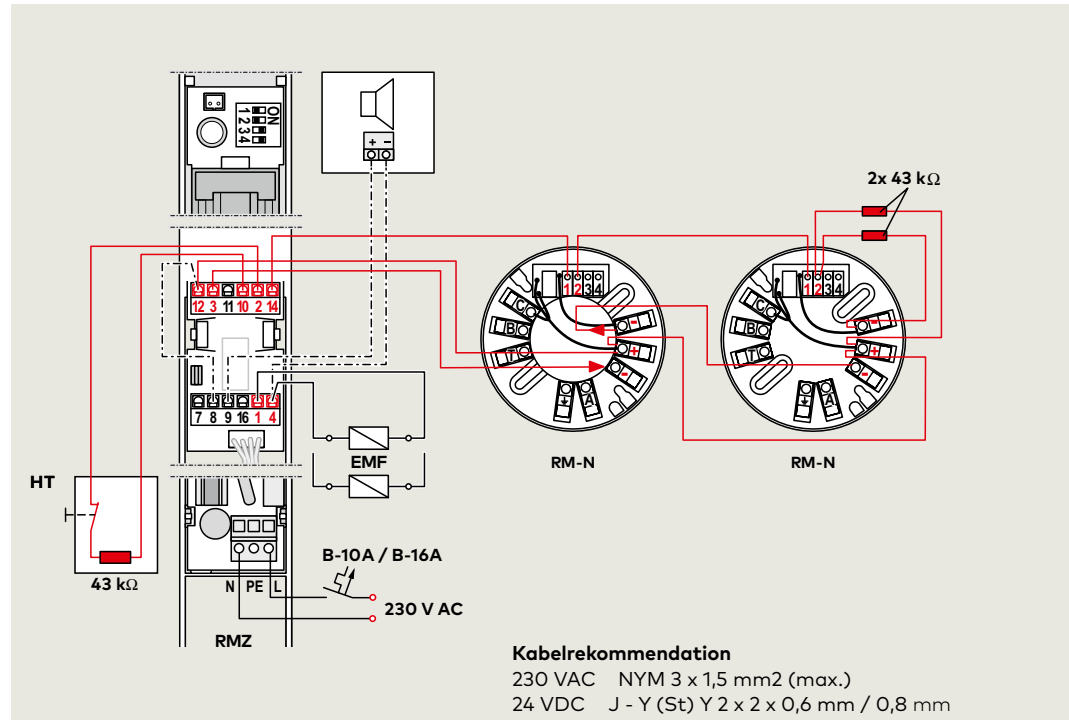 ON
1 2 3 4
+ -
2x 43 kΩ
12 3 11 10 2 14
1 2 3 4
C
B
T
-
+
-
A
1 2 3 4
C
B
T
-
+
-
A
7 8 9 16 1 4
EMF
RM-N
RM-N
HT
43 kΩ
B-10A / B-16A
N PE L
230 V AC
RMZ
Kabelrekommendation
230 VAC NYM 3 x 1,5 mm2 (max.)
24 VDC J - Y (St) Y 2 x 2 x 0,6 mm / 0,8 mm